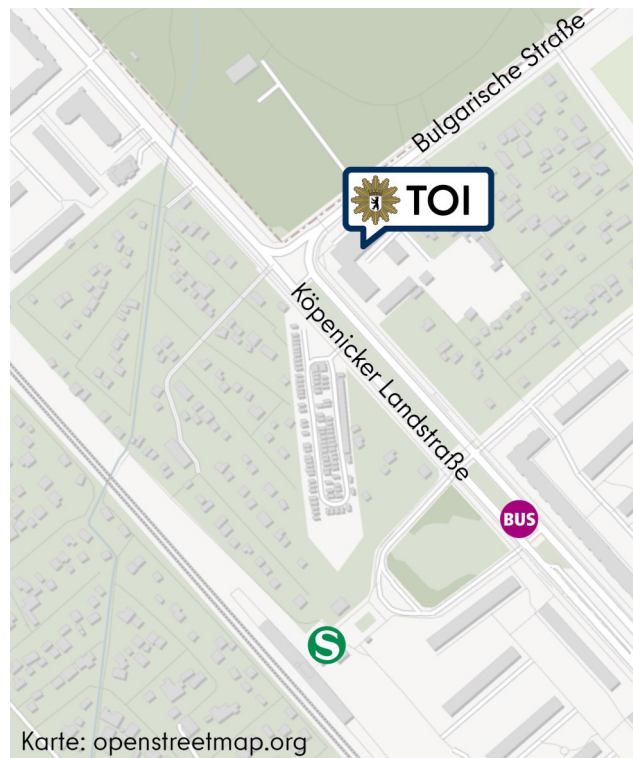 Bulgarische Straße
TOI
Köpenicker Landstraße
BUS
S
Karte: openstreetmap.org